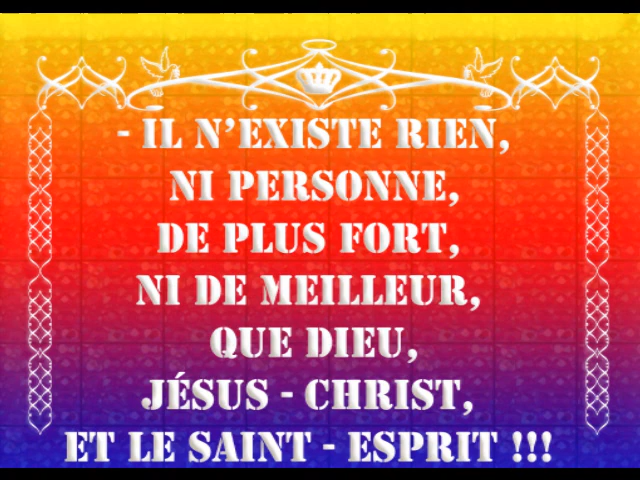 - IL N’EXISTE RIEN,
NI PERSONNE,
DE PLUS FORT,
NI DE MEILLEUR,
QUE DIEU,
JÉSUS - CHRIST,
ET LE SAINT - ESPRIT !!!